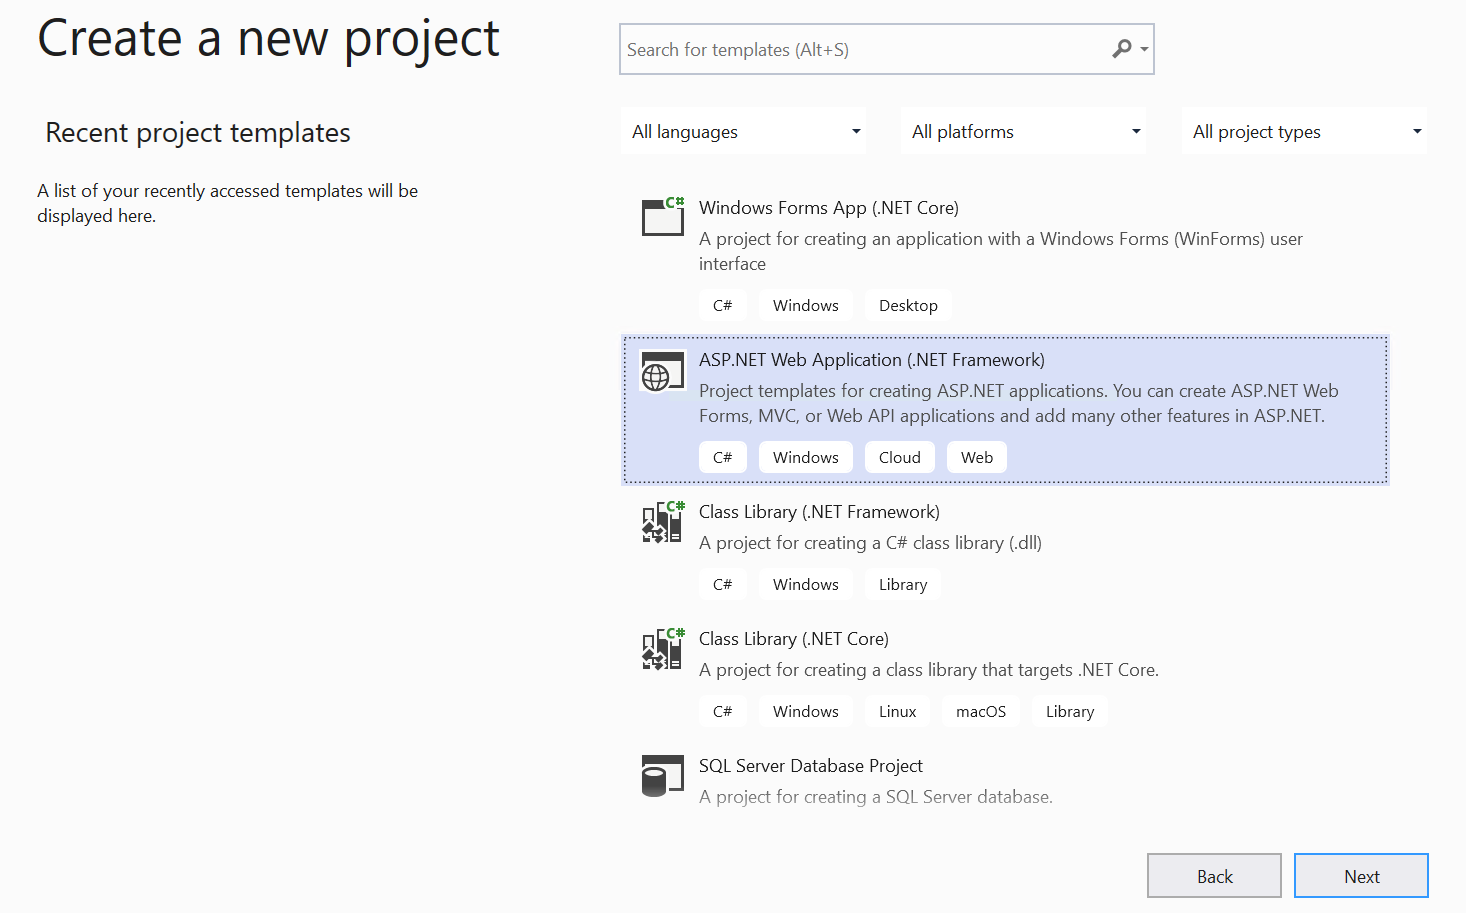 Create a new project
Search for templates (Alt+S)
Recent project templates
A list of your recently accessed templates will be
displayed here.
All languages
All platforms
All project types
C#
Windows Forms App (.NET Core)
A project for creating an application with a Windows Forms (WinForms) user
interface
C# Windows Desktop
ASP.NET Web Application (.NET Framework)
Project templates for creating ASP.NET applications. You can create ASP.NET Web
Forms, MVC, or Web API applications and add many other features in ASP.NET.
C# Windows Cloud Web
C#
Class Library (.NET Framework)
A project for creating a C# class library (.dll)
C# Windows Library
C#
Class Library (.NET Core)
A project for creating a class library that targets .NET Core.
C# Windows Linux macOS Library
SQL Server Database Project
A project for creating a SQL Server database.
Back
Next